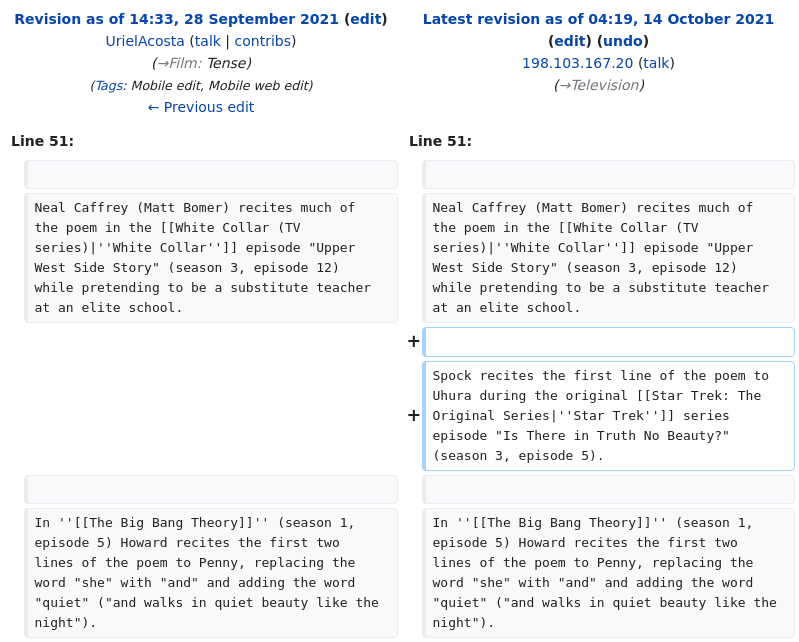 Revision as of 14:33, 28 September 2021 (edit)
UrielAcosta (talk | contribs)
(→Film: Tense)
(Tags: Mobile edit, Mobile web edit)
← Previous edit
Latest revision as of 04:19, 14 October 2021
(edit) (undo)
198.103.167.20 (talk)
(→Television)
Line 51:
Line 51:
Neal Caffrey (Matt Bomer) recites much of
the poem in the [[White Collar (TV
series)|''White Collar'']] episode "Upper
West Side Story" (season 3, episode 12)
while pretending to be a substitute teacher
at an elite school.
Neal Caffrey (Matt Bomer) recites much of
the poem in the [[White Collar (TV
series)|''White Collar'']] episode "Upper
West Side Story" (season 3, episode 12)
while pretending to be a substitute teacher
at an elite school.
+
+
Spock recites the first line of the poem to
Uhura during the original [[Star Trek: The
Original Series|''Star Trek'']] series
episode "Is There in Truth No Beauty?"
(season 3, episode 5).
In ''[[The Big Bang Theory]]'' (season 1,
episode 5) Howard recites the first two
lines of the poem to Penny, replacing the
word "she" with "and" and adding the word
"quiet" ("and walks in quiet beauty like the
night").
In ''[[The Big Bang Theory]]'' (season 1,
episode 5) Howard recites the first two
lines of the poem to Penny, replacing the
word "she" with "and" and adding the word
"quiet" ("and walks in quiet beauty like the
night").